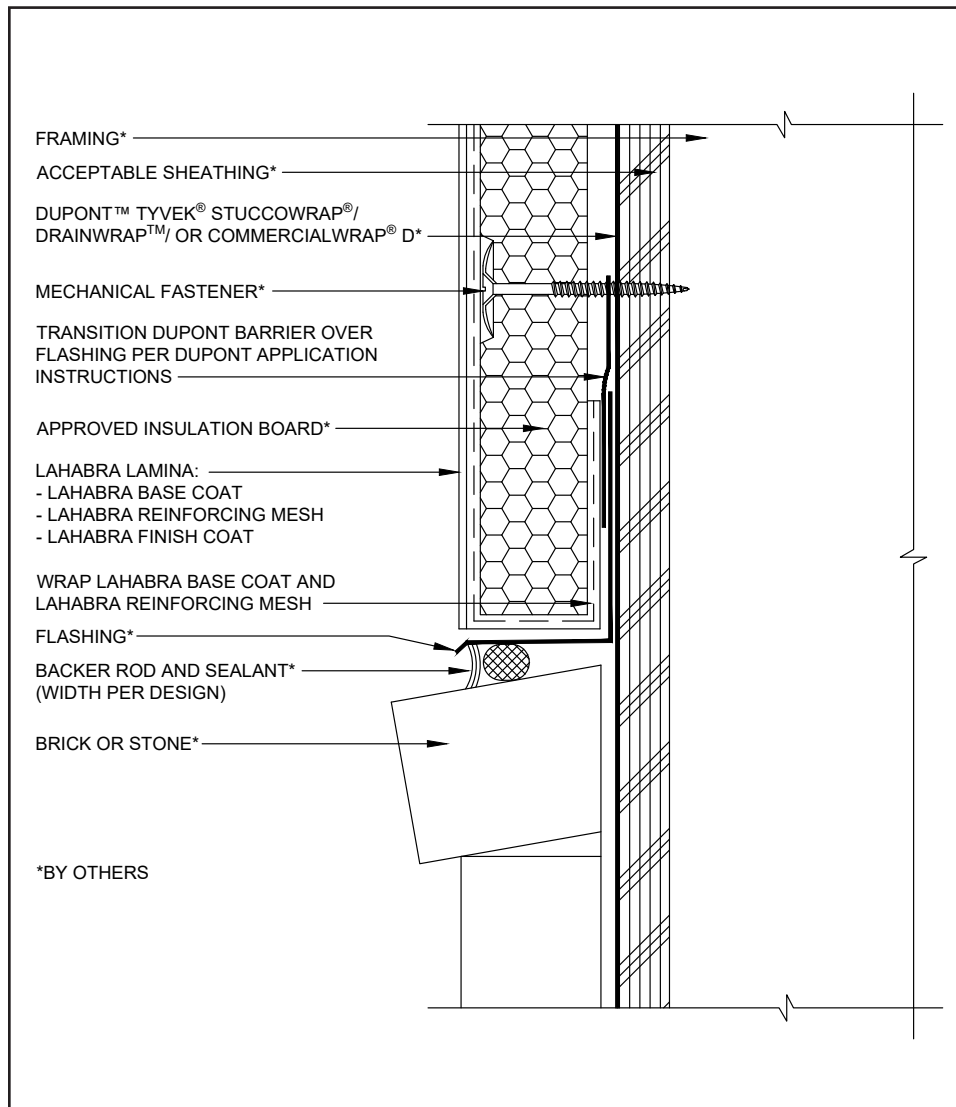 FRAMING*
ACCEPTABLE SHEATHING*
DUPONT™ TYVEK® STUCCOWRAP®/
DRAINWRAP™/ OR COMMERCIALWRAP® D*
MECHANICAL FASTENER*
TRANSITION DUPONT BARRIER OVER
FLASHING PER DUPONT APPLICATION
INSTRUCTIONS
APPROVED INSULATION BOARD*
LAHABRA LAMINA:
- LAHABRA BASE COAT
- LAHABRA REINFORCING MESH
- LAHABRA FINISH COAT
WRAP LAHABRA BASE COAT AND
LAHABRA REINFORCING MESH
FLASHING*
BACKER ROD AND SEALANT*
(WIDTH PER DESIGN)
BRICK OR STONE*
*BY OTHERS